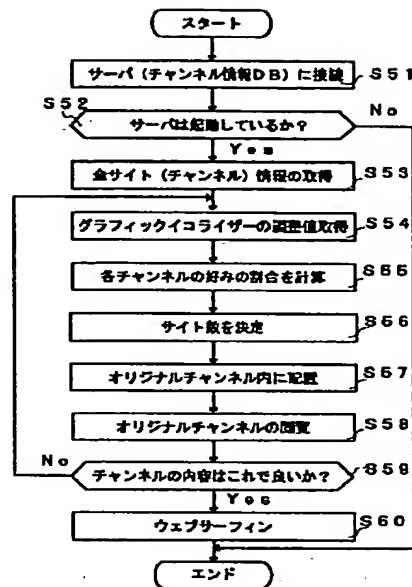 スタート
サーバ(チャンネル情報DB)に接続 S51
S52
サーバは起動しているか? No
Yes
全サイト(チャンネル)情報の取得 S53
グラフィックイコライザーの調整値取得 S54
各チャンネルの好みの割合を計算 S55
サイト数を決定 S56
オリジナルチャンネル内に配置 S57
オリジナルチャンネルの閲覧 S58
No チャンネルの内容はこれで良いか? S59
Yes
ウェブサーフィン S60
エンド